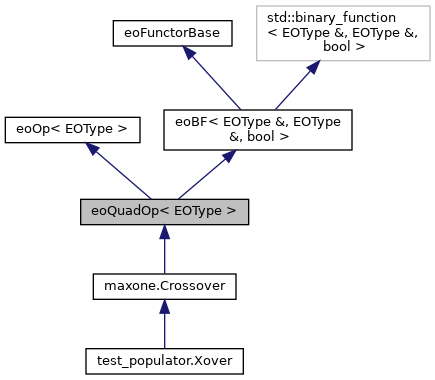 std::binary_function
< EOType &, EOType &,
bool >
eoFunctorBase
eoOp< EOType >
eoBF< EOType &, EOType
&, bool >
eoQuadOp< EOType >
maxone.Crossover
test_populator.Xover